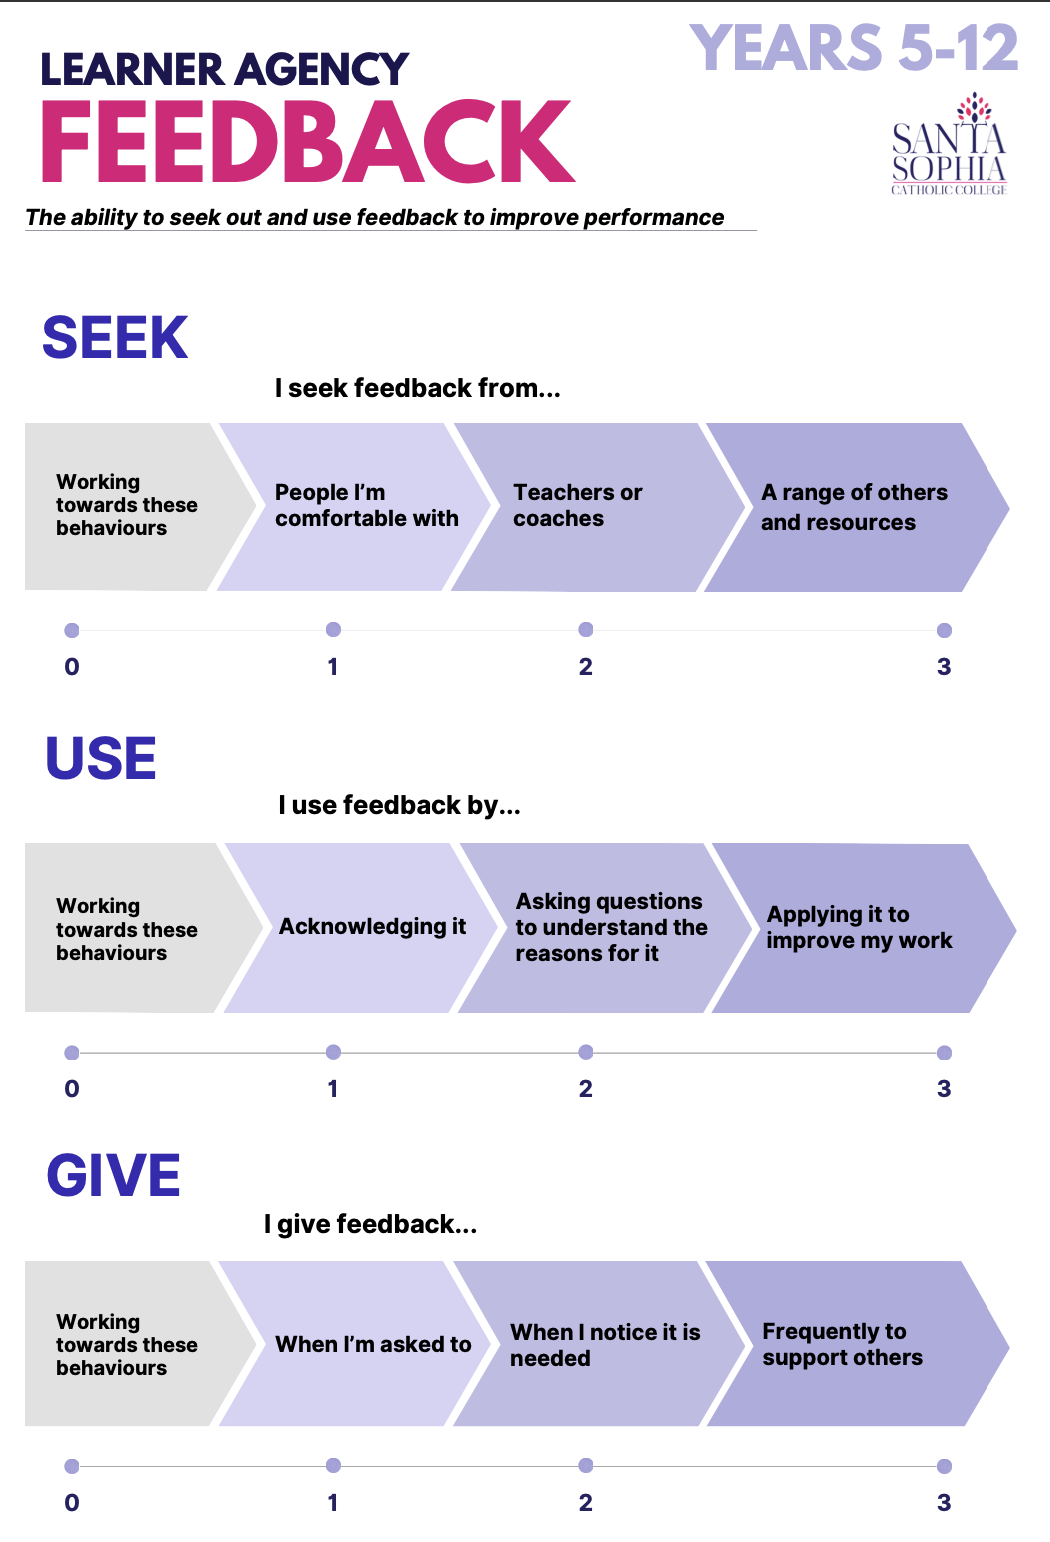 YEARS 5-12
LEARNER AGENCY
FEEDBACK
SANTA
SOPHIA
CATHOLIC COLLEGE
The ability to seek out and use feedback to improve performance
SEEK
I seek feedback from...
Working
towards these
behaviours
People I'm
comfortable with
Teachers or
coaches
A range of others
and resources
0 1 2 3
USE
I use feedback by...
Working
towards these
behaviours
Acknowledging it
Asking questions
to understand the
reasons for it
Applying it to
improve my work
0 1 2 3
GIVE
I give feedback...
Working
towards these
behaviours
When I'm asked to
When I notice it is
needed
Frequently to
support others
0 1 2 3